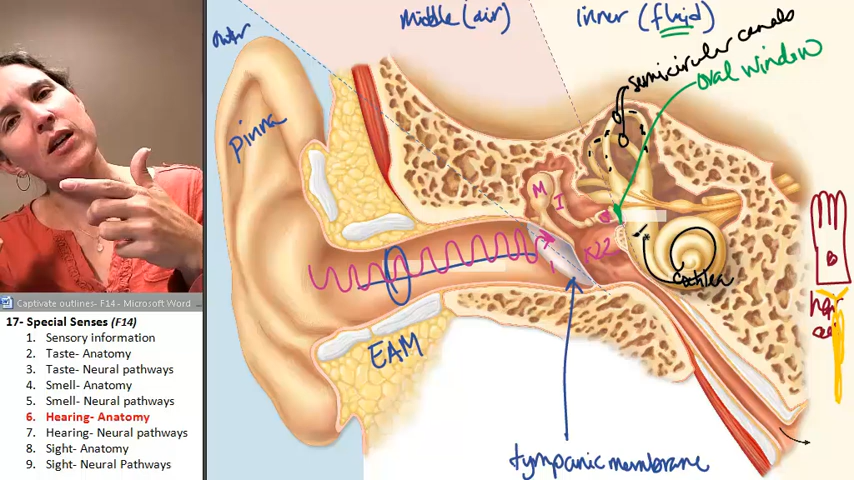 outer
middle (air)
inner (fluid)
semicircular canals
oval window
Pinna
M
I
cochlea
EAM
tympanic membrane
hair
Captivate outlines- F14 - Microsoft Word
17- Special Senses (F14)
1. Sensory information
2. Taste- Anatomy
3. Taste- Neural pathways
4. Smell- Anatomy
5. Smell- Neural pathways
6. Hearing- Anatomy
7. Hearing- Neural pathways
8. Sight- Anatomy
9. Sight- Neural Pathways